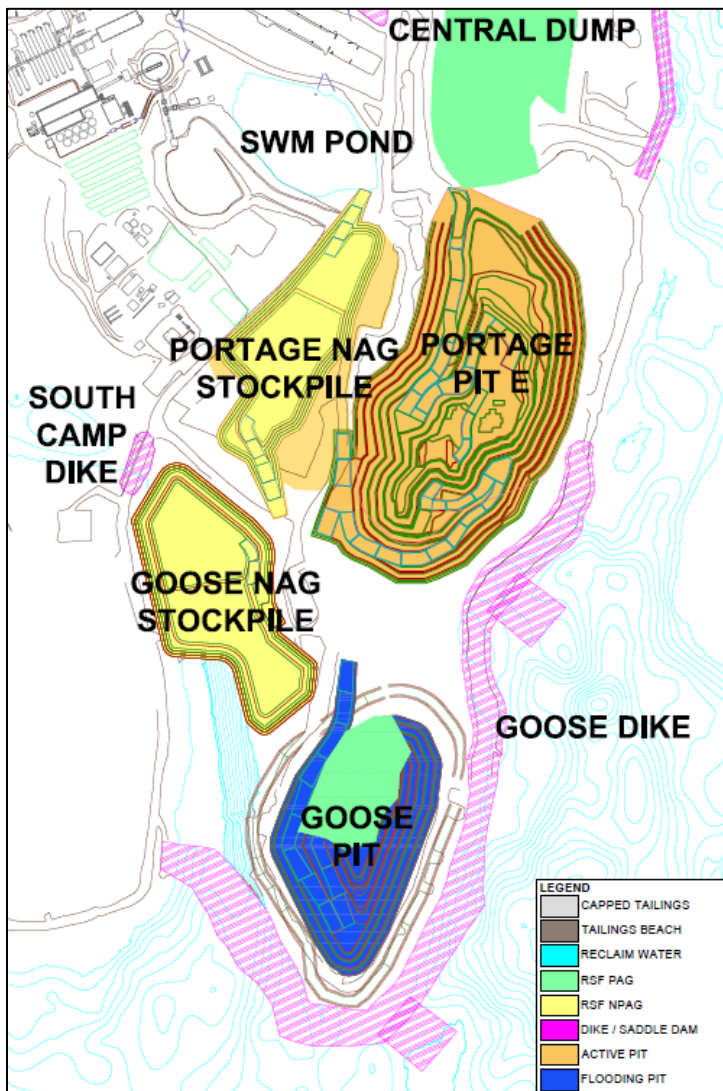 CENTRAL DUMP
SWM POND
PORTAGE NAG
STOCKPILE
PORTAGE
PIT E
SOUTH
CAMP
DIKE
GOOSE NAG
STOCKPILE
GOOSE DIKE
GOOSE
PIT
LEGEND
CAPPED TAILINGS
TAILINGS BEACH
RECLAIM WATER
RSF PAG
RSF NPAG
DIKE / SADDLE DAM
ACTIVE PIT
FLOODING PIT